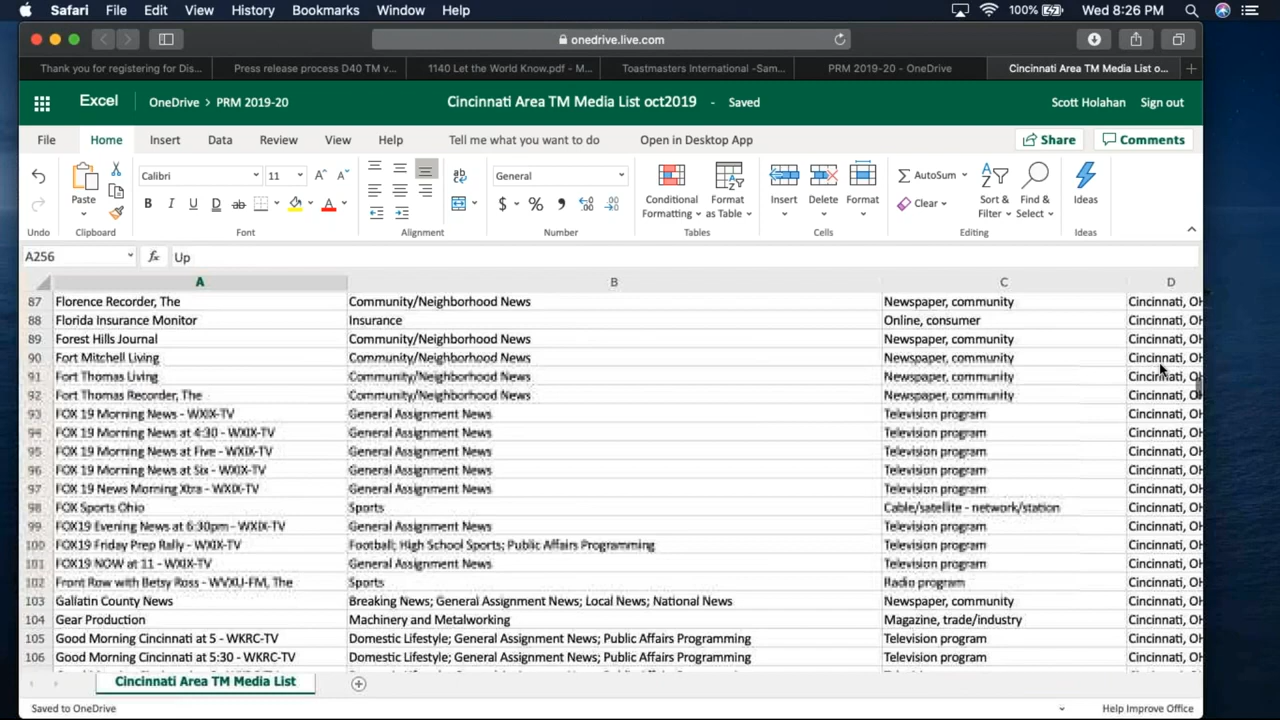 Safari File Edit View History Bookmarks Window Help 100% Wed 8:26 PM
onedrive.live.com
Thank you for registering for Dis... Press release process D40 TM v... 1140 Let the World Know.pdf - M... Toastmasters International -Sam... PRM 2019-20 - OneDrive Cincinnati Area TM Media List o...
Excel OneDrive > PRM 2019-20 Cincinnati Area TM Media List oct2019 - Saved Scott Holahan Sign out
File Home Insert Data Review View Help Tell me what you want to do Open in Desktop App Share Comments
Calibri 11 General AutoSum
Paste Conditional Formatting Format as Table Insert Delete Format Clear Sort & Filter Find & Select Ideas
Undo Clipboard Font Alignment Number Tables Cells Editing Ideas
A256 fx Up
A B C D
87 Florence Recorder, The Community/Neighborhood News Newspaper, community Cincinnati, OH
88 Florida Insurance Monitor Insurance Online, consumer Cincinnati, OH
89 Forest Hills Journal Community/Neighborhood News Newspaper, community Cincinnati, OH
90 Fort Mitchell Living Community/Neighborhood News Newspaper, community Cincinnati, OH
91 Fort Thomas Living Community/Neighborhood News Newspaper, community Cincinnati, OH
92 Fort Thomas Recorder, The Community/Neighborhood News Newspaper, community Cincinnati, OH
93 FOX 19 Morning News - WXIX-TV General Assignment News Television program Cincinnati, OH
94 FOX 19 Morning News at 4:30 - WXIX-TV General Assignment News Television program Cincinnati, OH
95 FOX 19 Morning News at Five - WXIX-TV General Assignment News Television program Cincinnati, OH
96 FOX 19 Morning News at Six - WXIX-TV General Assignment News Television program Cincinnati, OH
97 FOX 19 News Morning Xtra - WXIX-TV General Assignment News Television program Cincinnati, OH
98 FOX Sports Ohio Sports Cable/satellite - network/station Cincinnati, OH
99 FOX19 Evening News at 6:30pm - WXIX-TV General Assignment News Television program Cincinnati, OH
100 FOX19 Friday Prep Rally - WXIX-TV Football; High School Sports; Public Affairs Programming Television program Cincinnati, OH
101 FOX19 NOW at 11 - WXIX-TV General Assignment News Television program Cincinnati, OH
102 Front Row with Betsy Ross - WVXU-FM, The Sports Radio program Cincinnati, OH
103 Gallatin County News Breaking News; General Assignment News; Local News; National News Newspaper, community Cincinnati, OH
104 Gear Production Machinery and Metalworking Magazine, trade/industry Cincinnati, OH
105 Good Morning Cincinnati at 5 - WKRC-TV Domestic Lifestyle; General Assignment News; Public Affairs Programming Television program Cincinnati, OH
106 Good Morning Cincinnati at 5:30 - WKRC-TV Domestic Lifestyle; General Assignment News; Public Affairs Programming Television program Cincinnati, OH
Cincinnati Area TM Media List
Saved to OneDrive Help Improve Office